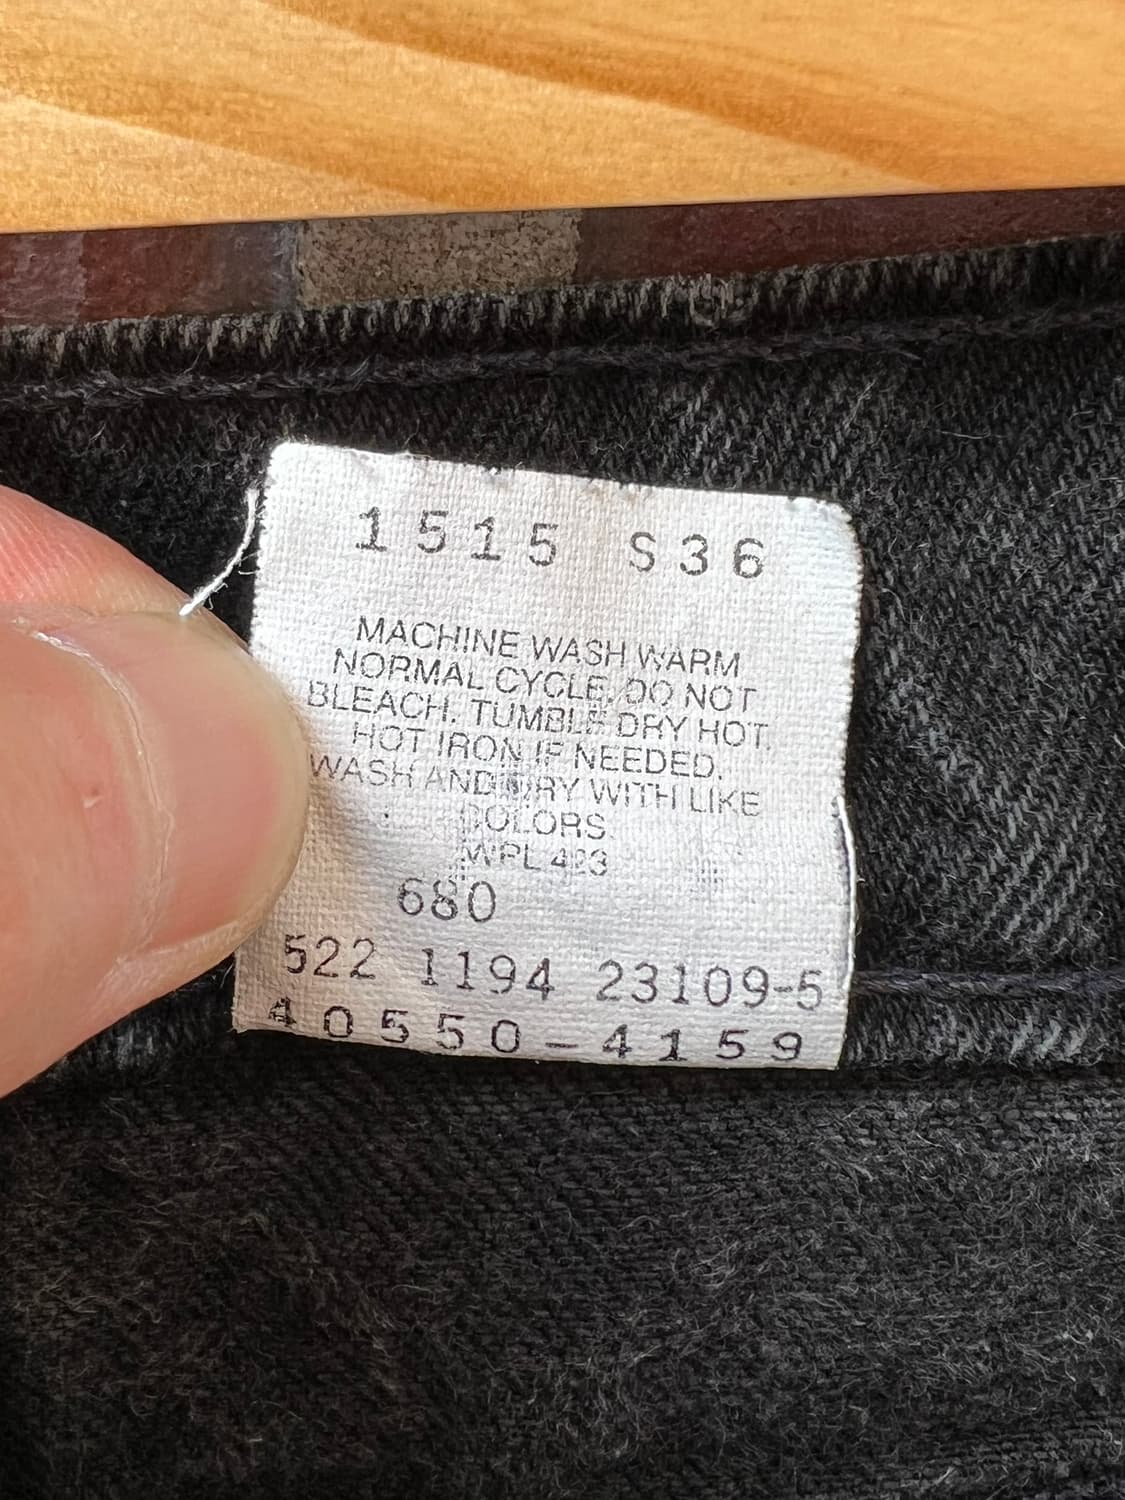 1515 S36
MACHINE WASH WARM
NORMAL CYCLE. DO NOT
BLEACH. TUMBLE DRY HOT.
HOT IRON IF NEEDED.
WASH AND DRY WITH LIKE
COLORS
WPL 423
680
522 1194 23109-5
40550-4159